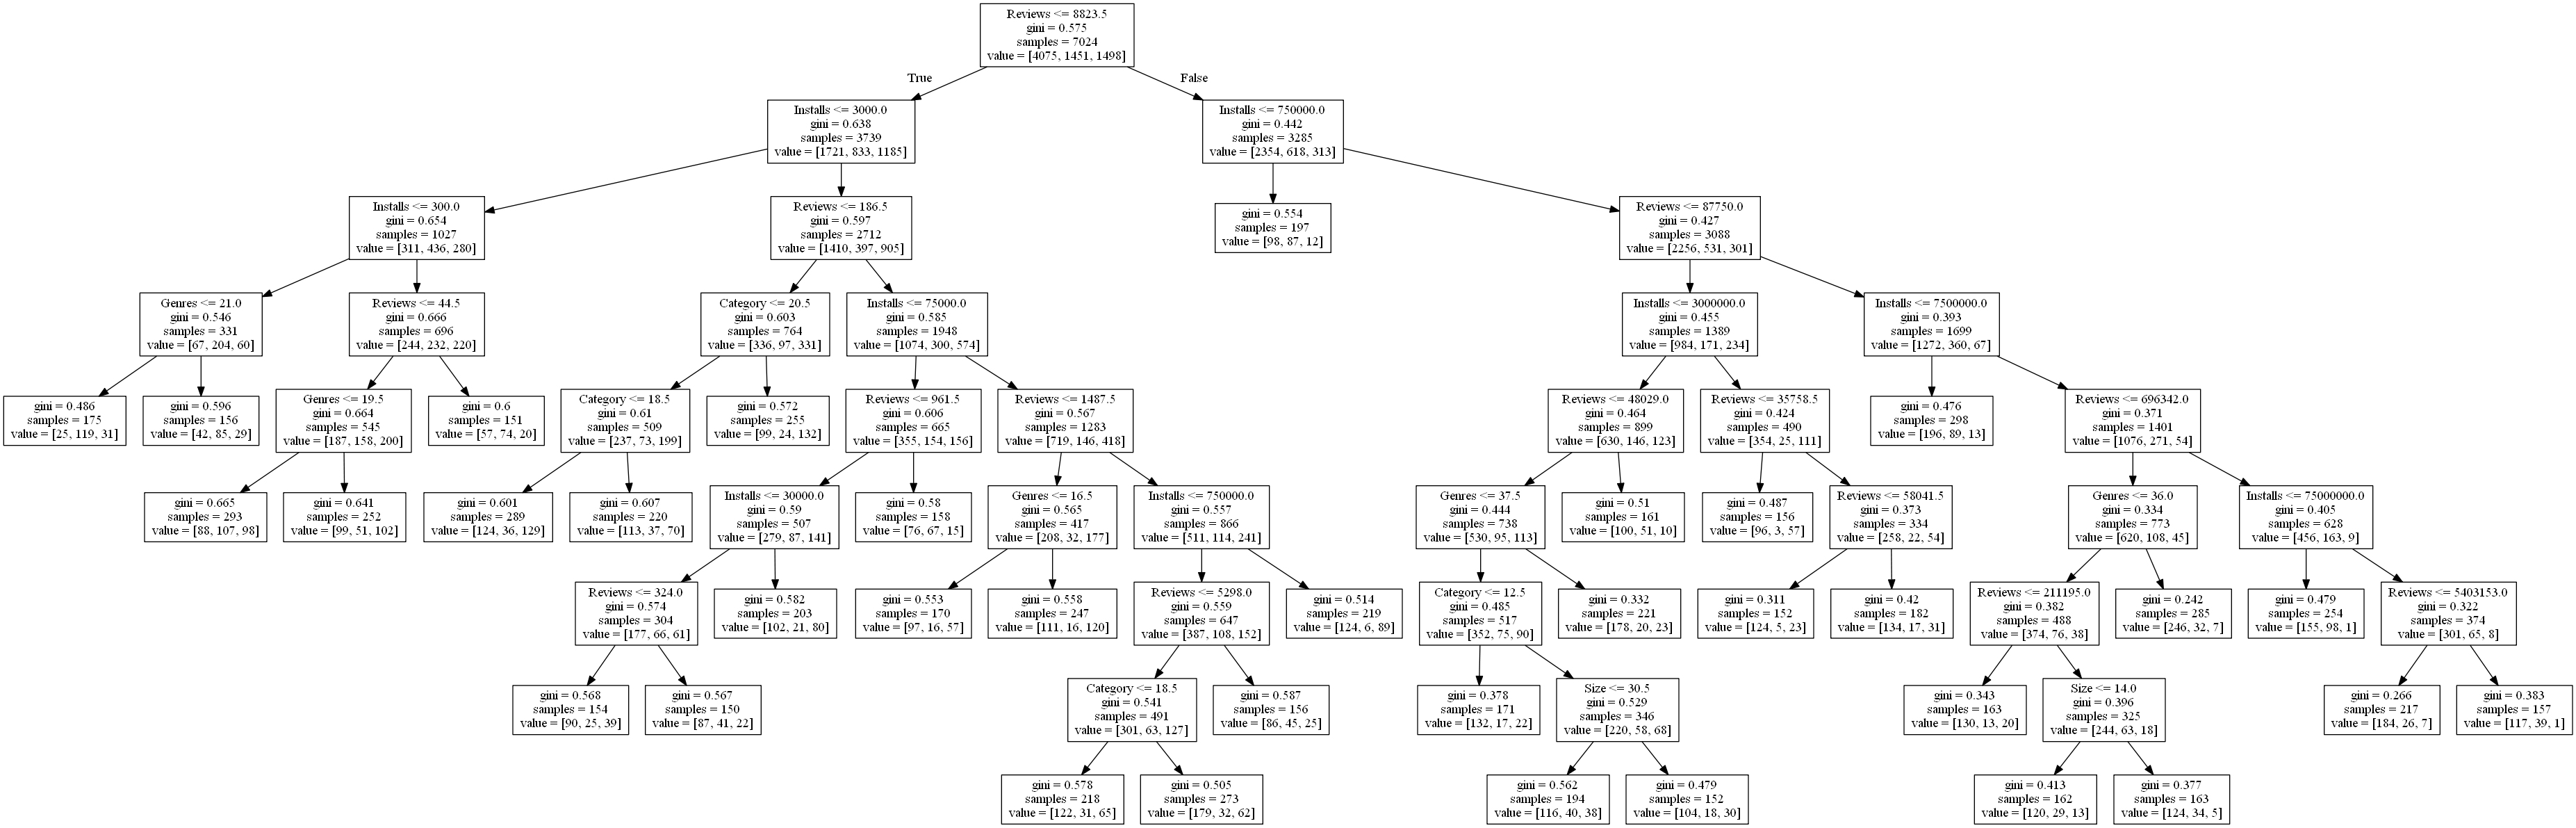 Reviews <= 8823.5
gini = 0.575
samples = 7024
value = [4075, 1451, 1498]
True
False
Installs <= 3000.0
gini = 0.638
samples = 3739
value = [1721, 833, 1185]
Installs <= 750000.0
gini = 0.442
samples = 3285
value = [2354, 618, 313]
Installs <= 300.0
gini = 0.654
samples = 1027
value = [311, 436, 280]
Reviews <= 186.5
gini = 0.597
samples = 2712
value = [1410, 397, 905]
gini = 0.554
samples = 197
value = [98, 87, 12]
Reviews <= 87750.0
gini = 0.427
samples = 3088
value = [2256, 531, 301]
Genres <= 21.0
gini = 0.546
samples = 331
value = [67, 204, 60]
Reviews <= 44.5
gini = 0.666
samples = 696
value = [244, 232, 220]
Category <= 20.5
gini = 0.603
samples = 764
value = [336, 97, 331]
Installs <= 75000.0
gini = 0.585
samples = 1948
value = [1074, 300, 574]
Installs <= 3000000.0
gini = 0.455
samples = 1389
value = [984, 171, 234]
Installs <= 7500000.0
gini = 0.393
samples = 1699
value = [1272, 360, 67]
gini = 0.486
samples = 175
value = [25, 119, 31]
gini = 0.596
samples = 156
value = [42, 85, 29]
Genres <= 19.5
gini = 0.664
samples = 545
value = [187, 158, 200]
gini = 0.6
samples = 151
value = [57, 74, 20]
Category <= 18.5
gini = 0.61
samples = 509
value = [237, 73, 199]
gini = 0.572
samples = 255
value = [99, 24, 132]
Reviews <= 961.5
gini = 0.606
samples = 665
value = [355, 154, 156]
Reviews <= 1487.5
gini = 0.567
samples = 1283
value = [719, 146, 418]
Reviews <= 48029.0
gini = 0.464
samples = 899
value = [630, 146, 123]
Reviews <= 35758.5
gini = 0.424
samples = 490
value = [354, 25, 111]
gini = 0.476
samples = 298
value = [196, 89, 13]
Reviews <= 696342.0
gini = 0.371
samples = 1401
value = [1076, 271, 54]
gini = 0.665
samples = 293
value = [88, 107, 98]
gini = 0.641
samples = 252
value = [99, 51, 102]
gini = 0.601
samples = 289
value = [124, 36, 129]
gini = 0.607
samples = 220
value = [113, 37, 70]
Installs <= 30000.0
gini = 0.59
samples = 507
value = [279, 87, 141]
gini = 0.58
samples = 158
value = [76, 67, 15]
Genres <= 16.5
gini = 0.565
samples = 417
value = [208, 32, 177]
Installs <= 750000.0
gini = 0.557
samples = 866
value = [511, 114, 241]
Genres <= 37.5
gini = 0.444
samples = 738
value = [530, 95, 113]
gini = 0.51
samples = 161
value = [100, 51, 10]
gini = 0.487
samples = 156
value = [96, 3, 57]
Reviews <= 58041.5
gini = 0.373
samples = 334
value = [258, 22, 54]
Genres <= 36.0
gini = 0.334
samples = 773
value = [620, 108, 45]
Installs <= 75000000.0
gini = 0.405
samples = 628
value = [456, 163, 9]
Reviews <= 324.0
gini = 0.574
samples = 304
value = [177, 66, 61]
gini = 0.582
samples = 203
value = [102, 21, 80]
gini = 0.553
samples = 170
value = [97, 16, 57]
gini = 0.558
samples = 247
value = [111, 16, 120]
Reviews <= 5298.0
gini = 0.559
samples = 647
value = [387, 108, 152]
gini = 0.514
samples = 219
value = [124, 6, 89]
Category <= 12.5
gini = 0.485
samples = 517
value = [352, 75, 90]
gini = 0.332
samples = 221
value = [178, 20, 23]
gini = 0.311
samples = 152
value = [124, 5, 23]
gini = 0.42
samples = 182
value = [134, 17, 31]
Reviews <= 211195.0
gini = 0.382
samples = 488
value = [374, 76, 38]
gini = 0.242
samples = 285
value = [246, 32, 7]
gini = 0.479
samples = 254
value = [155, 98, 1]
Reviews <= 5403153.0
gini = 0.322
samples = 374
value = [301, 65, 8]
gini = 0.568
samples = 154
value = [90, 25, 39]
gini = 0.567
samples = 150
value = [87, 41, 22]
Category <= 18.5
gini = 0.541
samples = 491
value = [301, 63, 127]
gini = 0.587
samples = 156
value = [86, 45, 25]
gini = 0.378
samples = 171
value = [132, 17, 22]
Size <= 30.5
gini = 0.529
samples = 346
value = [220, 58, 68]
gini = 0.343
samples = 163
value = [130, 13, 20]
Size <= 14.0
gini = 0.396
samples = 325
value = [244, 63, 18]
gini = 0.266
samples = 217
value = [184, 26, 7]
gini = 0.383
samples = 157
value = [117, 39, 1]
gini = 0.578
samples = 218
value = [122, 31, 65]
gini = 0.505
samples = 273
value = [179, 32, 62]
gini = 0.562
samples = 194
value = [116, 40, 38]
gini = 0.479
samples = 152
value = [104, 18, 30]
gini = 0.413
samples = 162
value = [120, 29, 13]
gini = 0.377
samples = 163
value = [124, 34, 5]